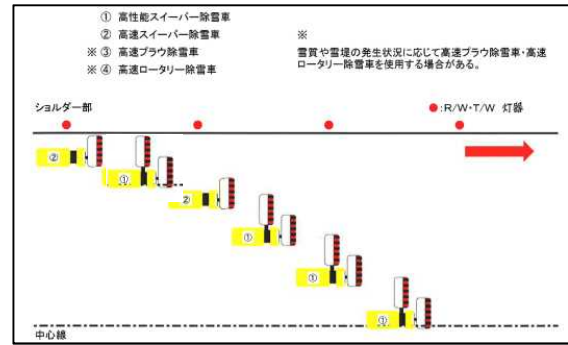 ① 高性能スイーパー除雪車
② 高速スイーパー除雪車
※ ③ 高速プラウ除雪車
※ ④ 高速ロータリー除雪車
※
雪質や雪堤の発生状況に応じて高速プラウ除雪車・高速
ロータリー除雪車を使用する場合がある。
ショルダー部
●:R/W・T/W 灯器
②
①
②
①
①
①
中心線